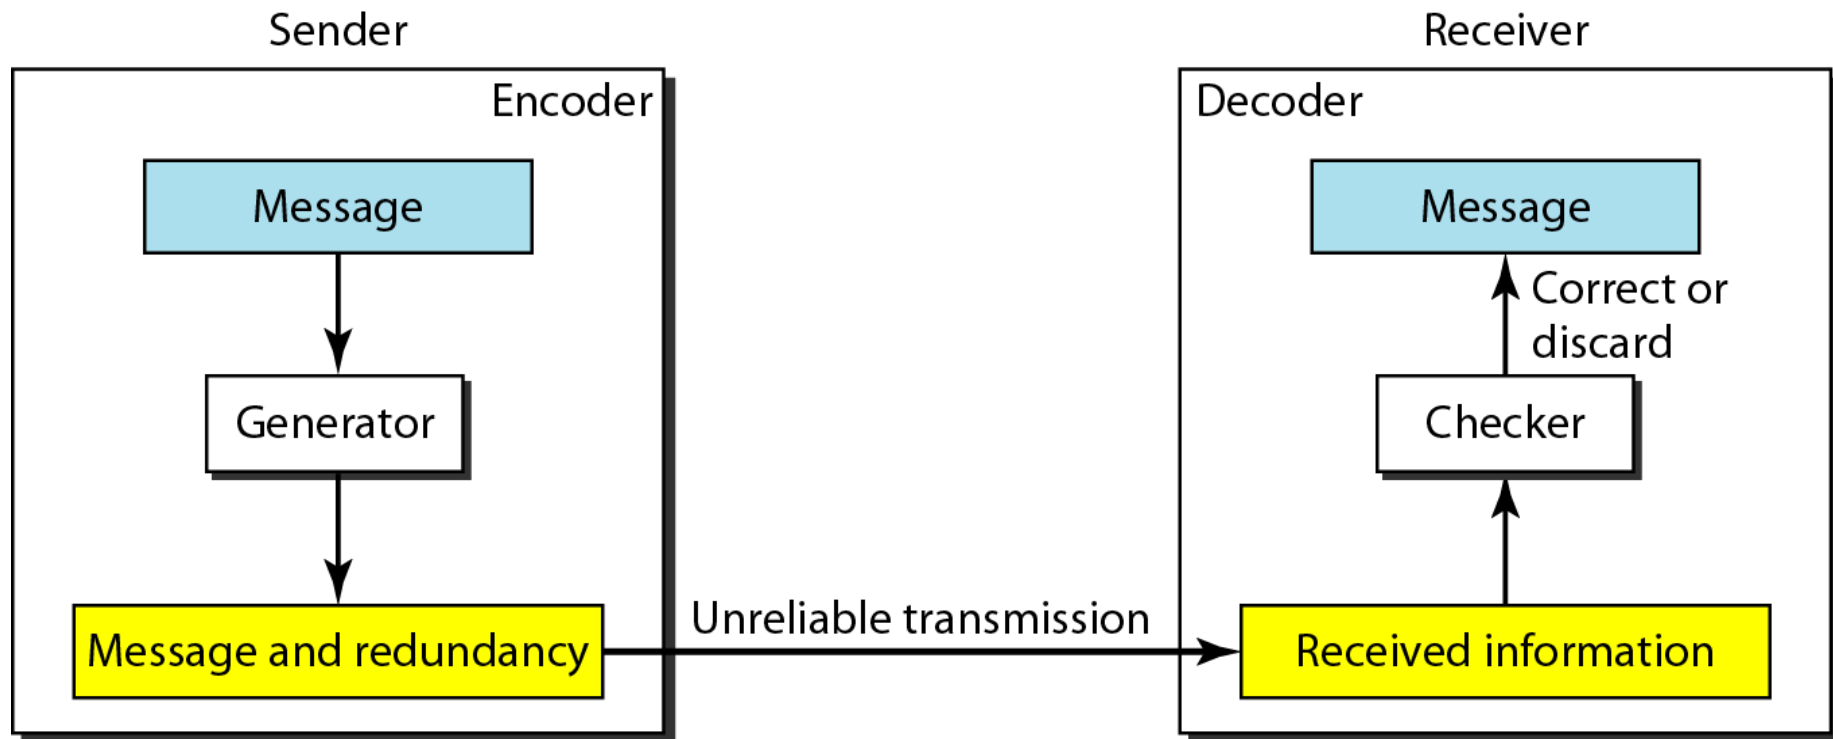 Sender
Encoder
Message
Generator
Message and redundancy
Unreliable transmission
Receiver
Decoder
Message
Correct or
discard
Checker
Received information